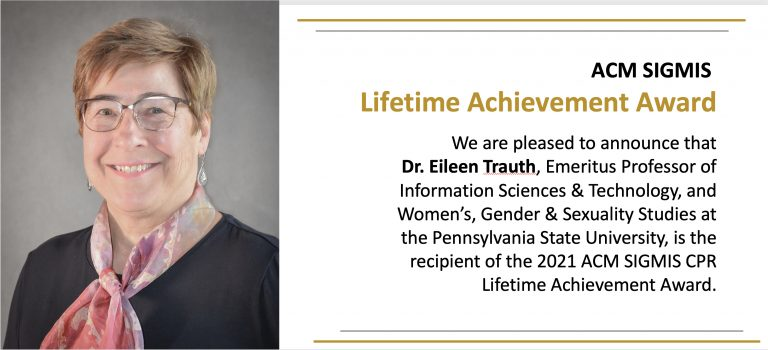 ACM SIGMIS
Lifetime Achievement Award
We are pleased to announce that
Dr. Eileen Trauth, Emeritus Professor of
Information Sciences & Technology, and
Women’s, Gender & Sexuality Studies at
the Pennsylvania State University, is the
recipient of the 2021 ACM SIGMIS CPR
Lifetime Achievement Award.